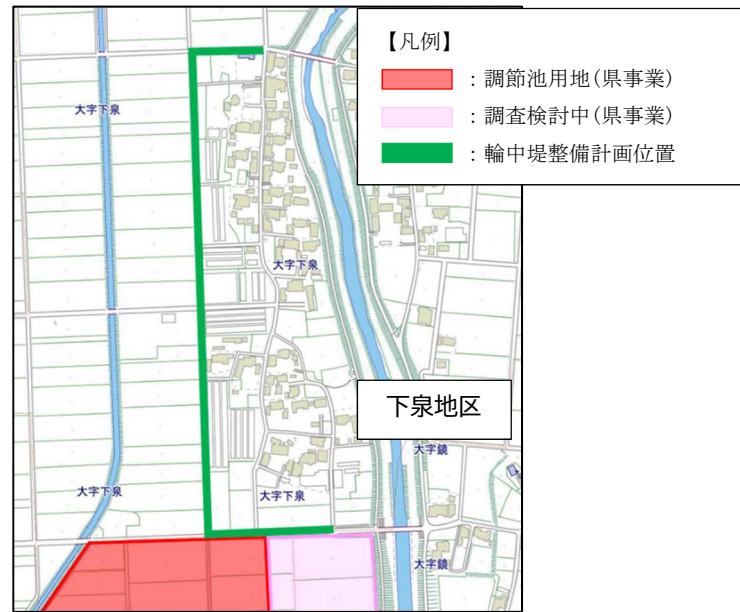 【凡例】
：調節池用地(県事業)
：調査検討中(県事業)
：輪中堤整備計画位置
大字下泉
大字下泉
下泉地区
大字鏡
大字下泉
大字下泉
大字鏡